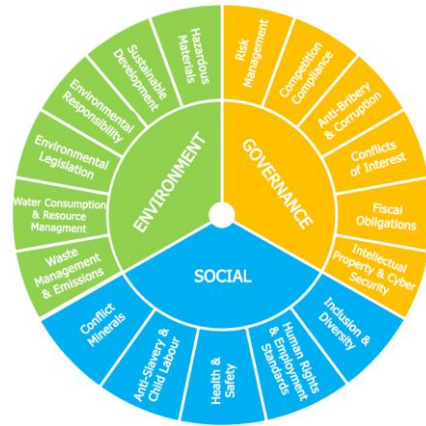 ENVIRONMENT
Hazardous
Materials
Sustainable
Development
Environmental
Responsibility
Environmental
Legislation
Water Consumption
& Resource
Managment
Waste
Management
& Emissions
GOVERNANCE
Risk
Management
Competition
Compliance
Anti-Bribery
& Corruption
Conflicts
of Interest
Fiscal
Obligations
Intellectual
Property & Cyber
Security
SOCIAL
Conflict
Minerals
Anti-Slavery &
Child Labour
Health &
Safety
Human Rights
& Employment
Standards
Inclusion &
Diversity